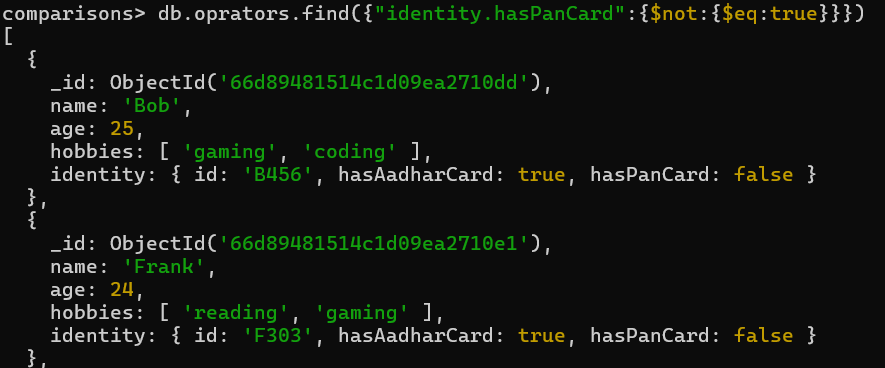 comparisons> db.oprators.find({"identity.hasPanCard":{$not:{$eq:true}}})
[
  {
    _id: ObjectId('66d89481514c1d09ea2710dd'),
    name: 'Bob',
    age: 25,
    hobbies: [ 'gaming', 'coding' ],
    identity: { id: 'B456', hasAadharCard: true, hasPanCard: false }
  },
  {
    _id: ObjectId('66d89481514c1d09ea2710e1'),
    name: 'Frank',
    age: 24,
    hobbies: [ 'reading', 'gaming' ],
    identity: { id: 'F303', hasAadharCard: true, hasPanCard: false }
  },